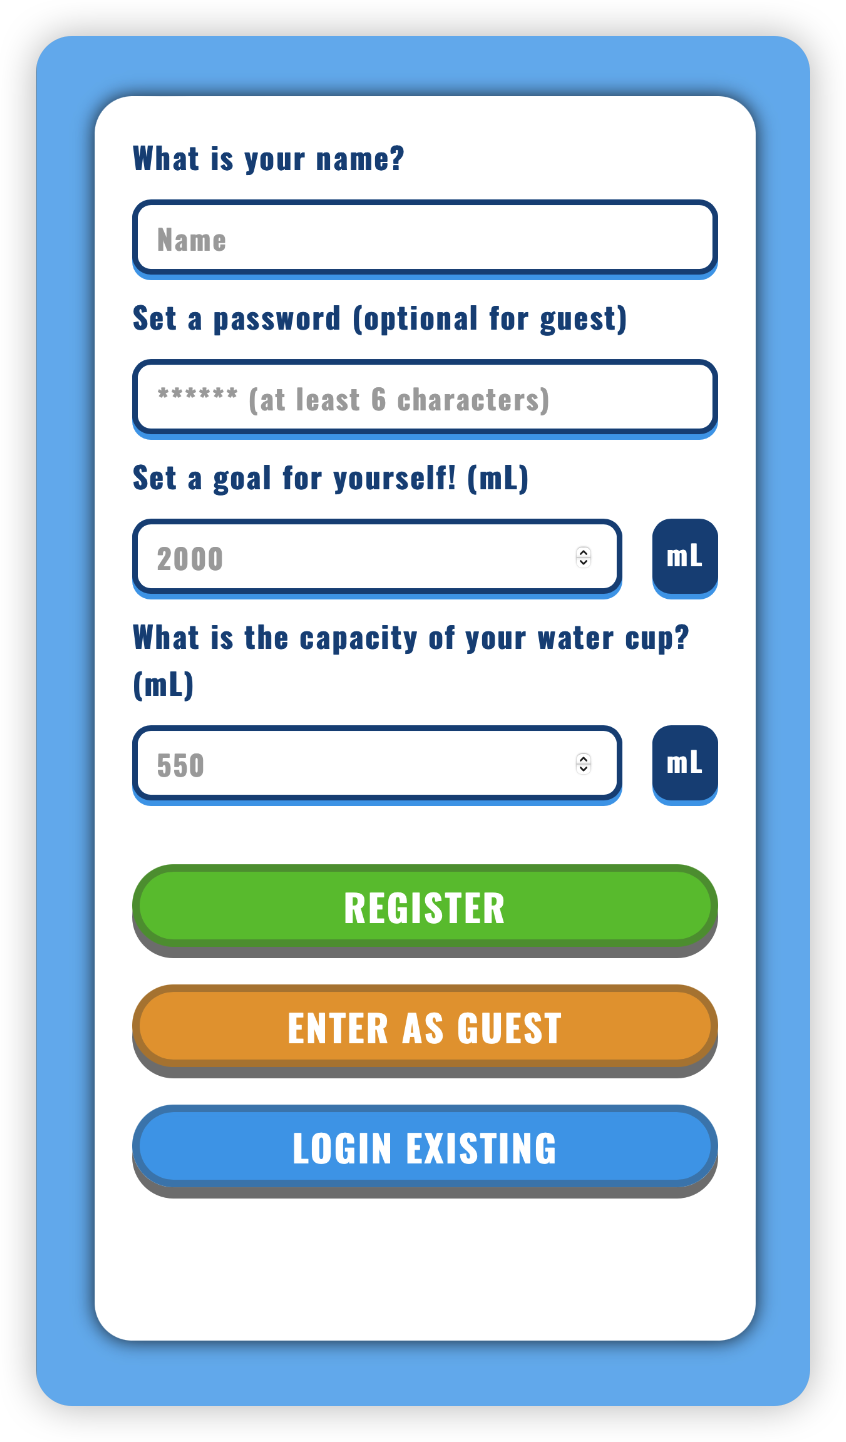 What is your name?
Name
Set a password (optional for guest)
****** (at least 6 characters)
Set a goal for yourself! (mL)
2000
mL
What is the capacity of your water cup?
(mL)
550
mL
REGISTER
ENTER AS GUEST
LOGIN EXISTING